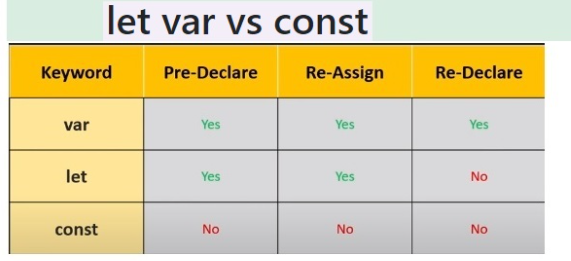 let var vs const
Keyword Pre-Declare Re-Assign Re-Declare
var Yes Yes Yes
let Yes Yes No
const No No No